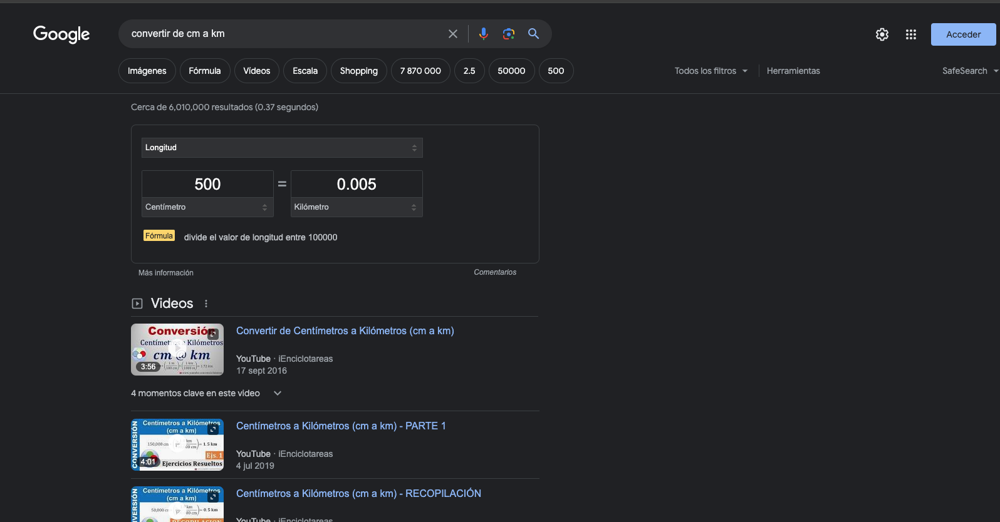 Google
convertir de cm a km
Acceder
Imágenes Fórmula Vídeos Escala Shopping 7 870 000 2.5 50000 500
Todos los filtros Herramientas SafeSearch
Cerca de 6,010,000 resultados (0.37 segundos)
Longitud
500 = 0.005
Centímetro Kilómetro
Fórmula divide el valor de longitud entre 100000
Más información Comentarios
Videos
Conversión
Centímetros a Kilómetros
cm a km
3:56
Convertir de Centímetros a Kilómetros (cm a km)
YouTube · iEnciclotareas
17 sept 2016
4 momentos clave en este video
CONVERSIÓN
Centímetros a Kilómetros
(cm a km)
150,000 cm
= 1.5 km
Ejs. 1
4:01
Ejercicios Resueltos
Centímetros a Kilómetros (cm a km) - PARTE 1
YouTube · iEnciclotareas
4 jul 2019
Centímetros a Kilómetros
(cm a km)
50,000 cm
= 0.5 km
RECOPILACION
Centímetros a Kilómetros (cm a km) - RECOPILACIÓN
YouTube · iEnciclotareas